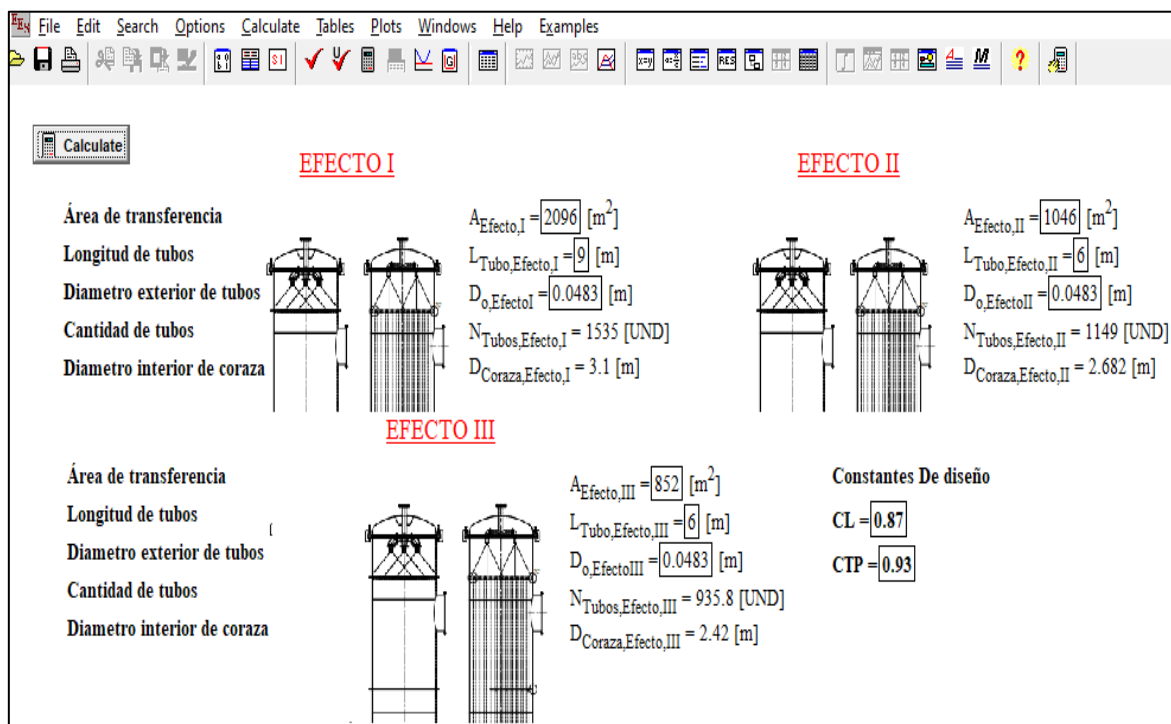 EES File Edit Search Options Calculate Tables Plots Windows Help Examples
Calculate
EFECTO I
Área de transferencia A_Efecto,I = 2096 [m²]
Longitud de tubos L_Tubo,Efecto,I = 9 [m]
Diametro exterior de tubos D_o,EfectoI = 0.0483 [m]
Cantidad de tubos N_Tubos,Efecto,I = 1535 [UND]
Diametro interior de coraza D_Coraza,Efecto,I = 3.1 [m]
EFECTO II
A_Efecto,II = 1046 [m²]
L_Tubo,Efecto,II = 6 [m]
D_o,EfectoII = 0.0483 [m]
N_Tubos,Efecto,II = 1149 [UND]
D_Coraza,Efecto,II = 2.682 [m]
EFECTO III
Área de transferencia A_Efecto,III = 852 [m²]
Longitud de tubos L_Tubo,Efecto,III = 6 [m]
Diametro exterior de tubos D_o,EfectoIII = 0.0483 [m]
Cantidad de tubos N_Tubos,Efecto,III = 935.8 [UND]
Diametro interior de coraza D_Coraza,Efecto,III = 2.42 [m]
Constantes De diseño
CL = 0.87
CTP = 0.93